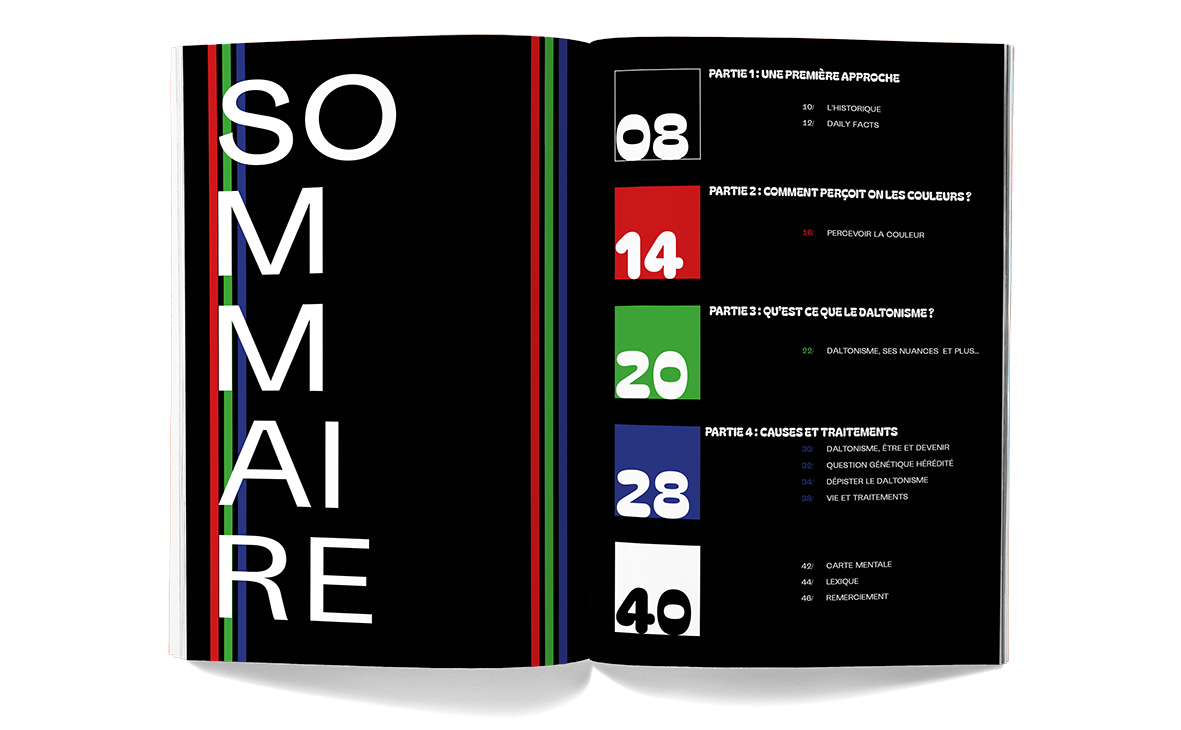 SO
M
M
AI
RE
08
PARTIE 1 : UNE PREMIÈRE APPROCHE
10/ L'HISTORIQUE
12/ DAILY FACTS
14
PARTIE 2 : COMMENT PERÇOIT ON LES COULEURS ?
16/ PERCEVOIR LA COULEUR
20
PARTIE 3 : QU'EST CE QUE LE DALTONISME ?
22/ DALTONISME, SES NUANCES ET PLUS...
28
PARTIE 4 : CAUSES ET TRAITEMENTS
30/ DALTONISME, ÊTRE ET DEVENIR
32/ QUESTION GÉNÉTIQUE HÉRÉDITÉ
34/ DÉPISTER LE DALTONISME
38/ VIE ET TRAITEMENTS
40
42/ CARTE MENTALE
44/ LEXIQUE
46/ REMERCIEMENT